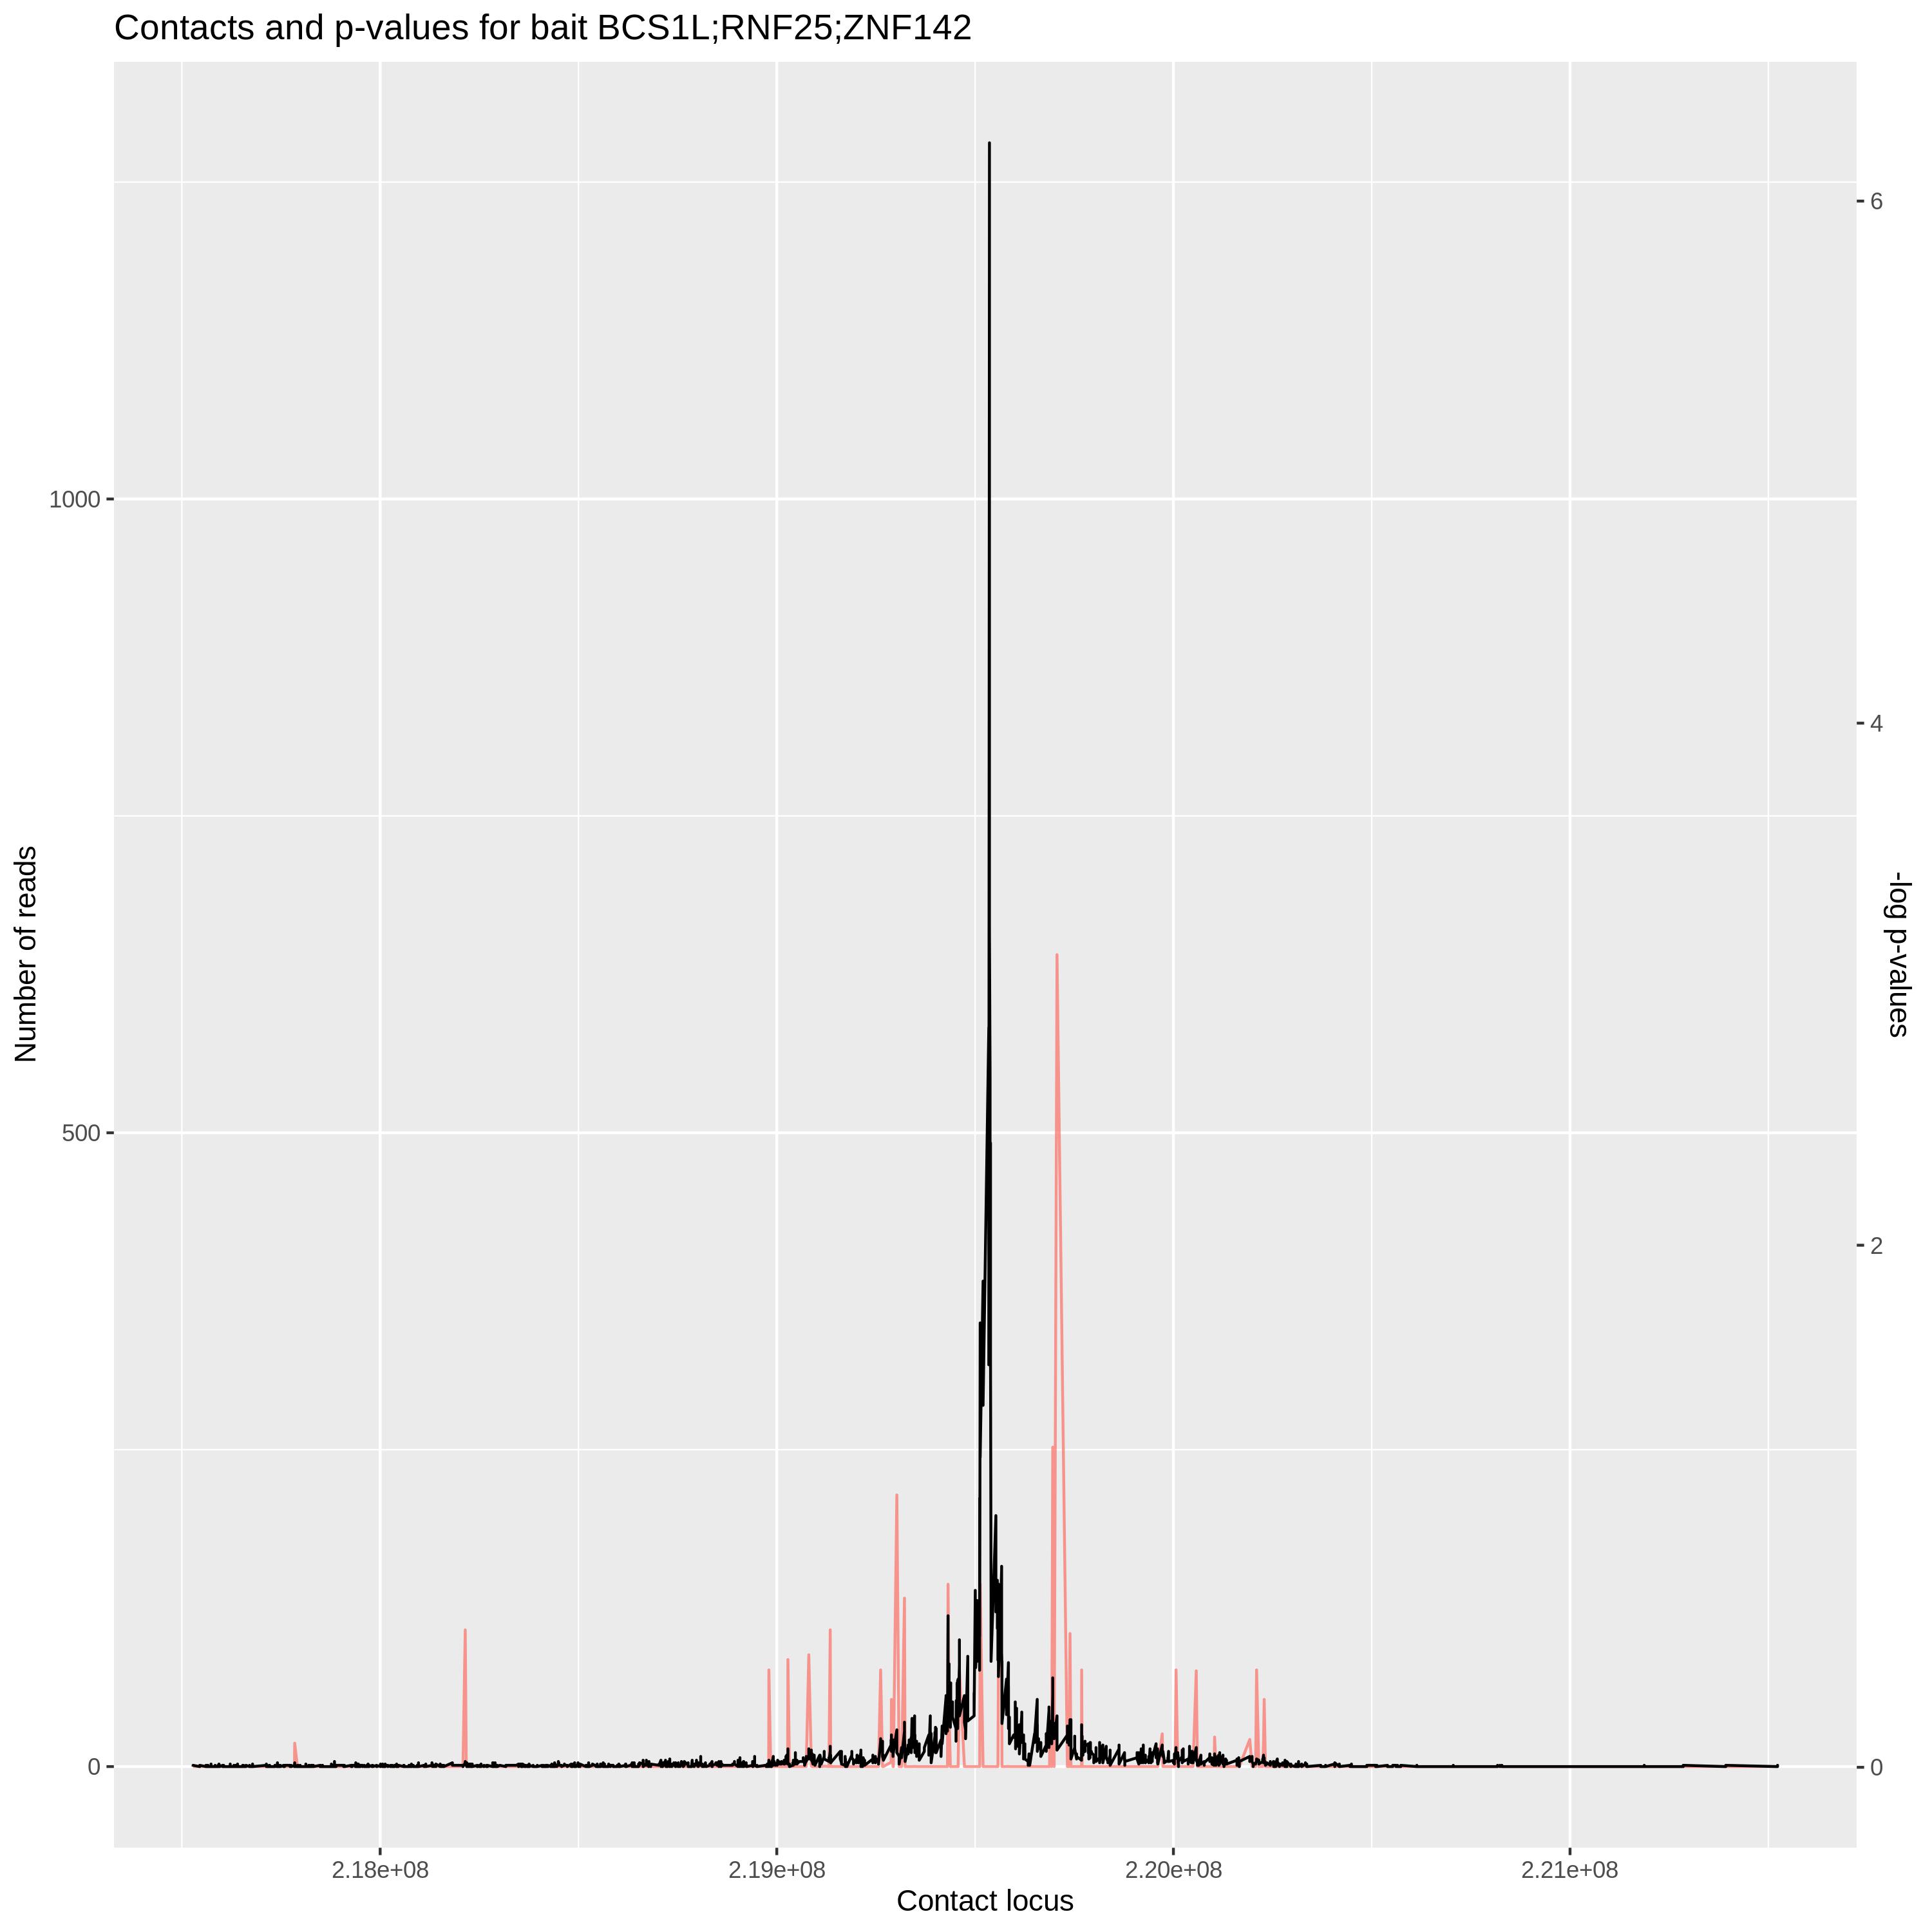 Contacts and p-values for bait BCS1L;RNF25;ZNF142
1000
500
0
Number of reads
6
4
2
0
-log p-values
2.18e+08
2.19e+08
2.20e+08
2.21e+08
Contact locus